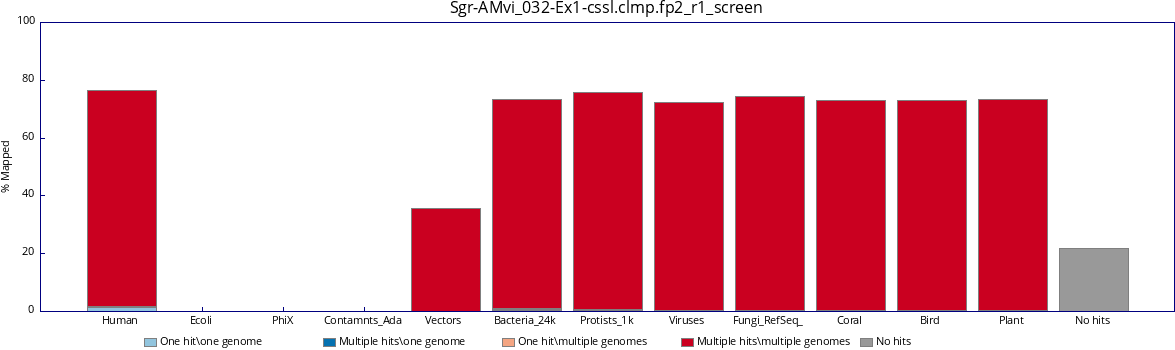 Sgr-AMvi_032-Ex1-cssl.clmp.fp2_r1_screen
100
80
60
40
20
0
% Mapped
Human Ecoli PhiX Contamnts_Ada Vectors Bacteria_24k Protists_1k Viruses Fungi_RefSeq_ Coral Bird Plant No hits
One hit\one genome Multiple hits\one genome One hit\multiple genomes Multiple hits\multiple genomes No hits